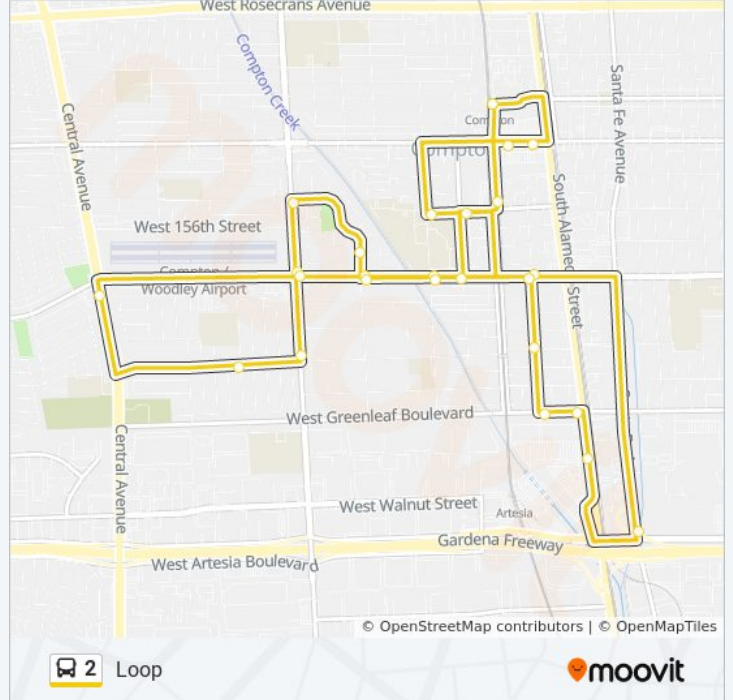 West Rosecrans Avenue
Compton Creek
Santa Fe Avenue
Central Avenue
Compton
Compto
South Alamed
Street
West 156th Street
Compton /
Woodley Airport
West Greenleaf Boulevard
Central Avenue
West Walnut Street
Artesia
Gardena Freeway
West Artesia Boulevard
© OpenStreetMap contributors | © OpenMapTiles
2 Loop
moovit